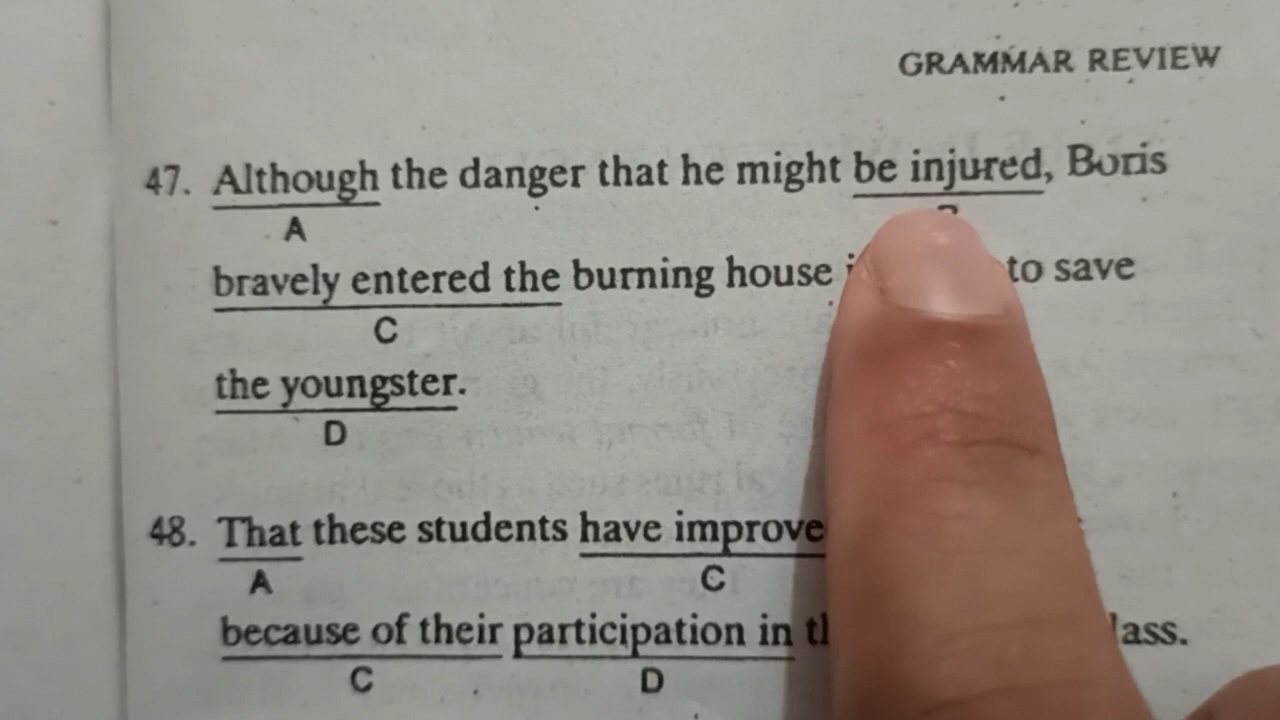 GRAMMAR REVIEW
47. Although the danger that he might be injured, Boris
A
bravely entered the burning house to save
C
the youngster.
D
48. That these students have improve
A C
because of their participation in
C D